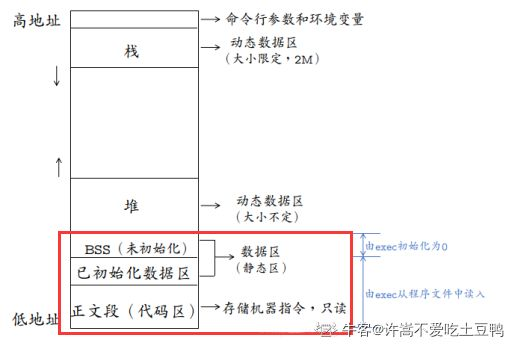 高地址
命令行参数和环境变量
栈
动态数据区
(大小限定，2M)
堆
动态数据区
(大小不定)
BSS（未初始化）
数据区
(静态区)
由exec初始化为0
已初始化数据区
由exec从程序文件中读入
正文段（代码区）
存储机器指令，只读
低地址
牛客@许嵩不爱吃土豆鸭